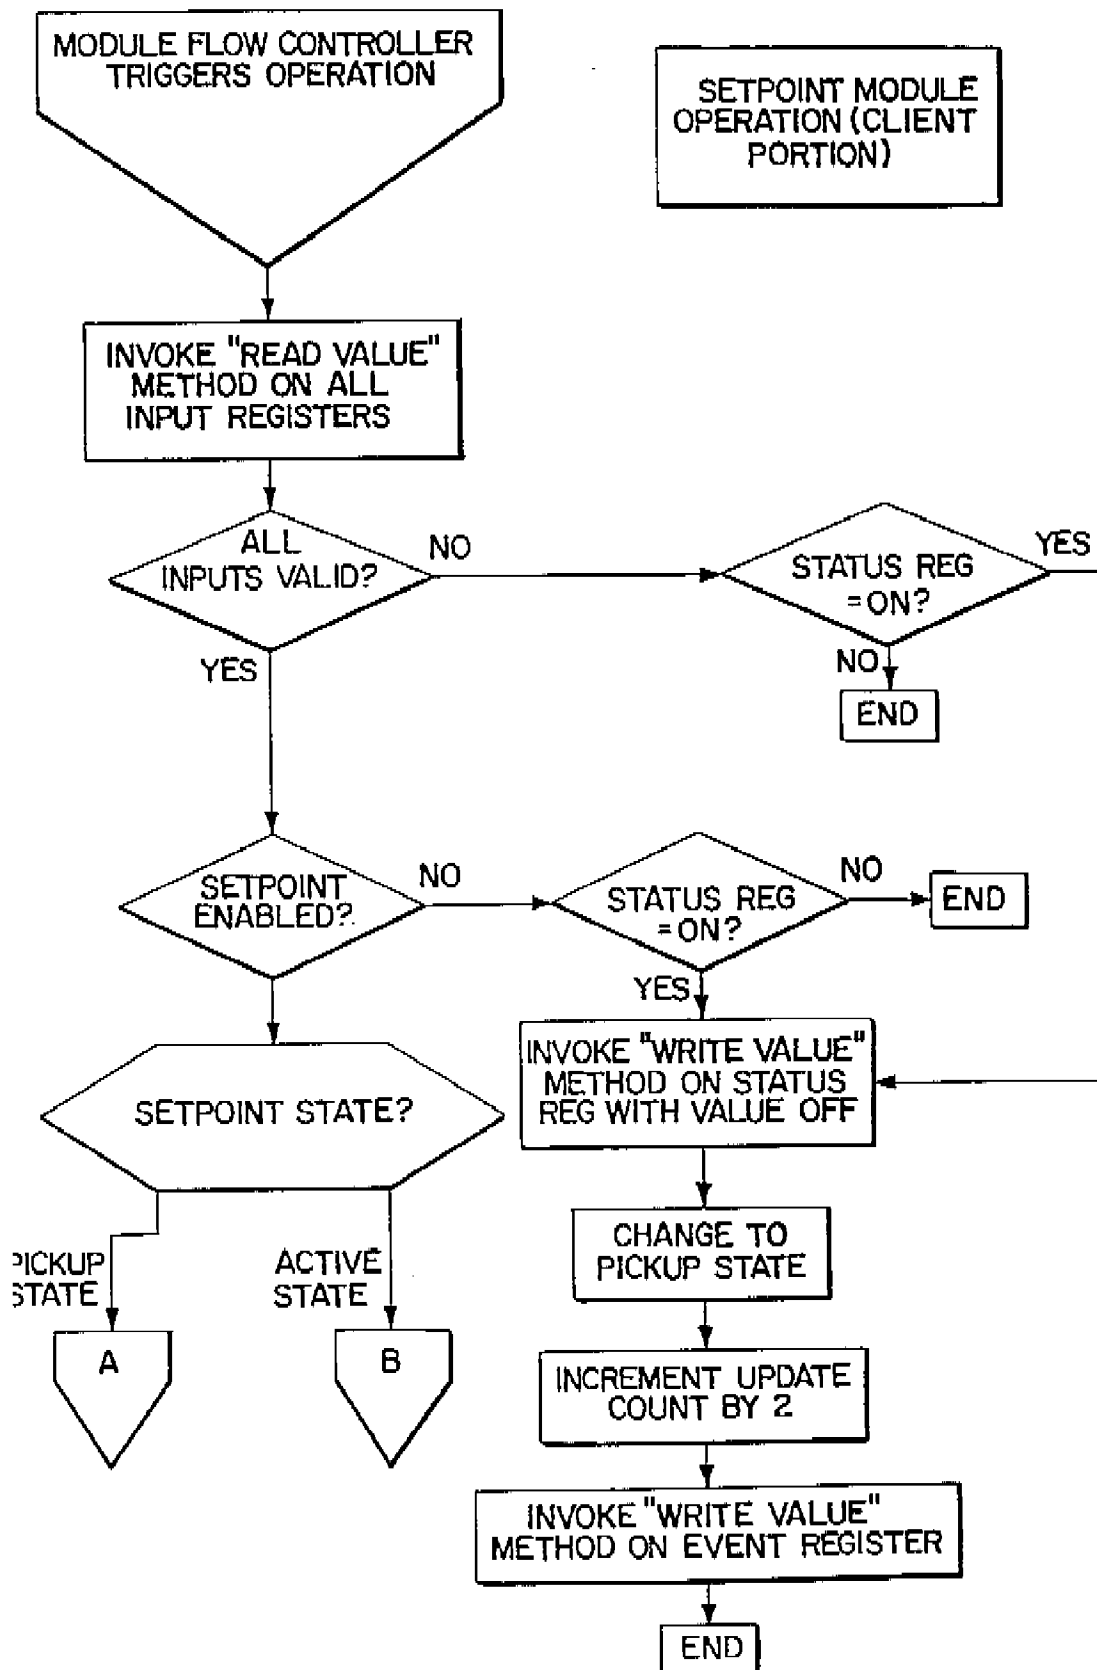 MODULE FLOW CONTROLLER
TRIGGERS OPERATION
SETPOINT MODULE
OPERATION (CLIENT
PORTION)
INVOKE "READ VALUE"
METHOD ON ALL
INPUT REGISTERS
ALL
INPUTS VALID?
NO
STATUS REG
=ON?
YES
YES
NO
END
SETPOINT
ENABLED?
NO
STATUS REG
=ON?
NO
END
YES
INVOKE "WRITE VALUE"
METHOD ON STATUS
REG WITH VALUE OFF
SETPOINT STATE?
CHANGE TO
PICKUP STATE
PICKUP
STATE
ACTIVE
STATE
A
B
INCREMENT UPDATE
COUNT BY 2
INVOKE "WRITE VALUE"
METHOD ON EVENT REGISTER
END